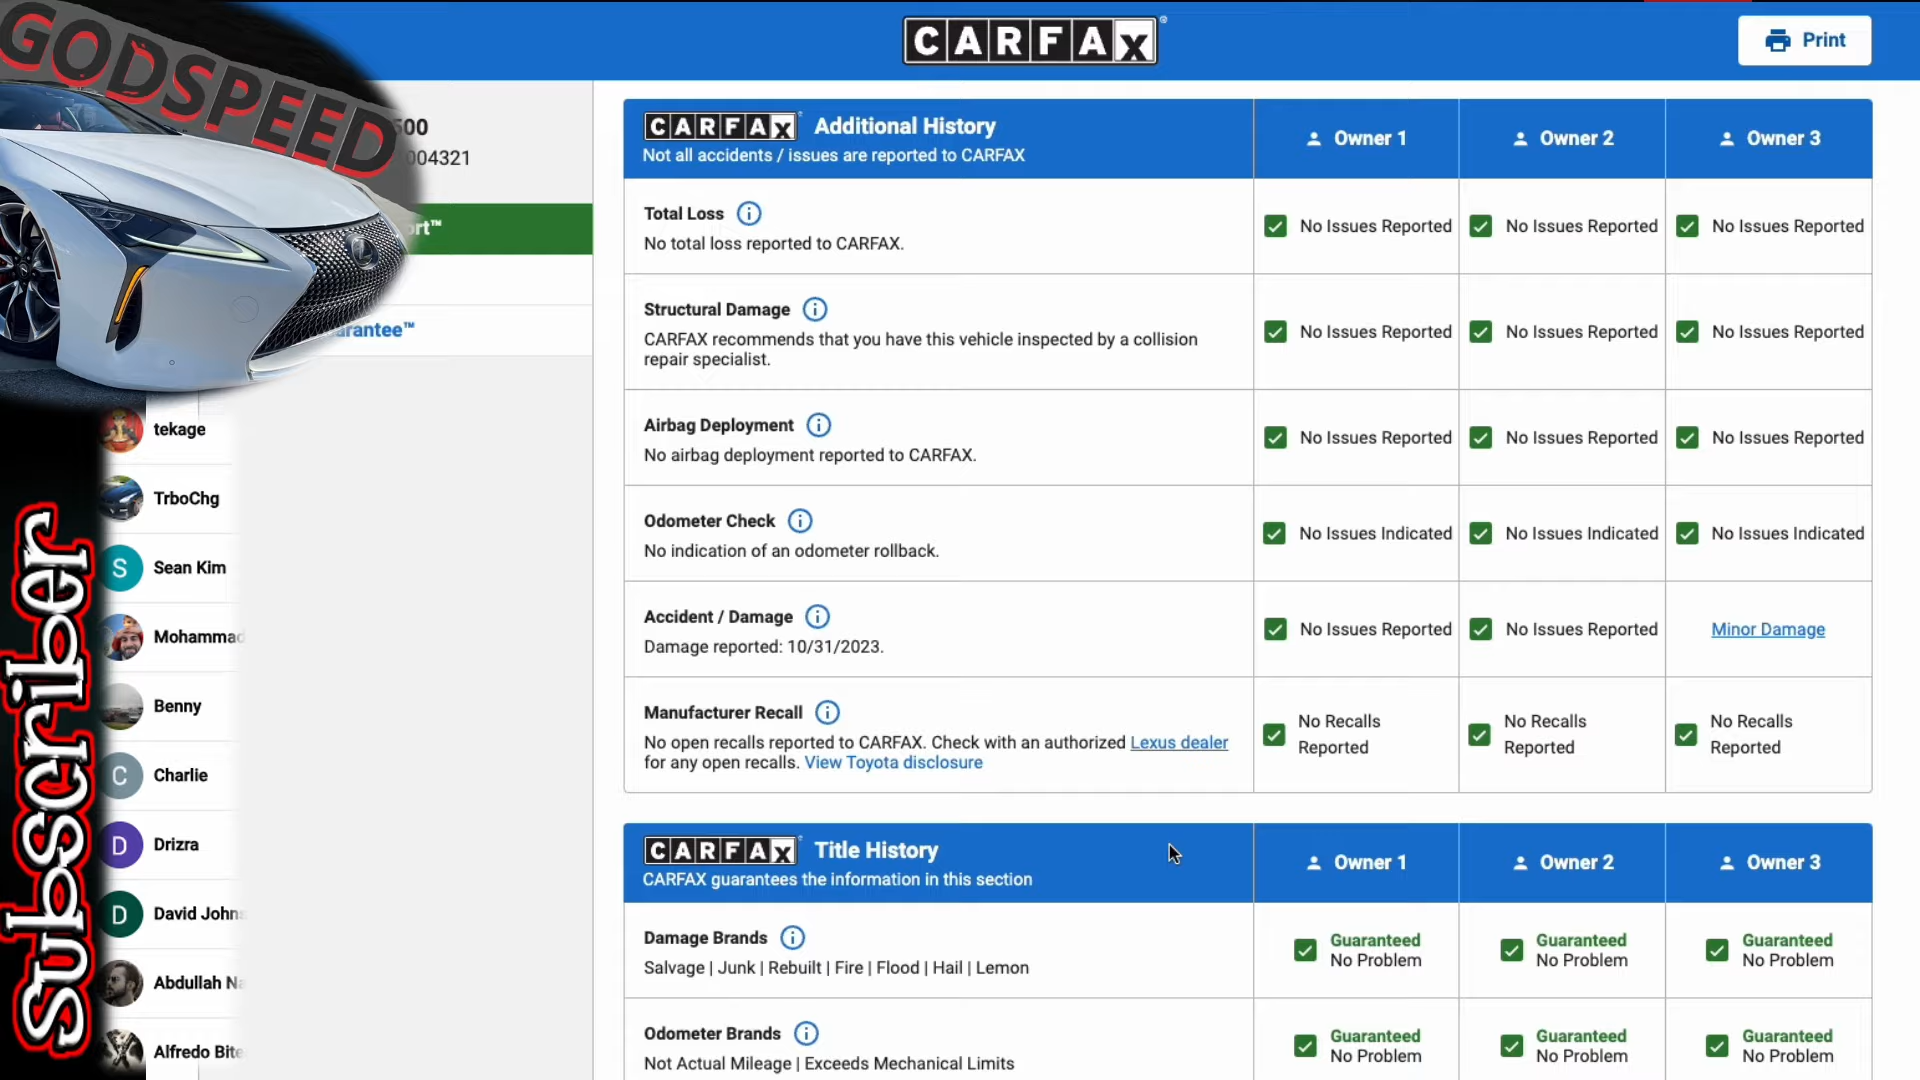 CARFAX
Print
GODSPEED
500
004321
ort™
arantee™
tekage
TrboChg
S Sean Kim
Mohammad
Benny
C Charlie
D Drizra
D David Johns
Abdullah Na
Alfredo Bite
Subscriber
CARFAX Additional History
Not all accidents / issues are reported to CARFAX
Owner 1
Owner 2
Owner 3
Total Loss
No total loss reported to CARFAX.
No Issues Reported
No Issues Reported
No Issues Reported
Structural Damage
CARFAX recommends that you have this vehicle inspected by a collision
repair specialist.
No Issues Reported
No Issues Reported
No Issues Reported
Airbag Deployment
No airbag deployment reported to CARFAX.
No Issues Reported
No Issues Reported
No Issues Reported
Odometer Check
No indication of an odometer rollback.
No Issues Indicated
No Issues Indicated
No Issues Indicated
Accident / Damage
Damage reported: 10/31/2023.
No Issues Reported
No Issues Reported
Minor Damage
Manufacturer Recall
No open recalls reported to CARFAX. Check with an authorized Lexus dealer
for any open recalls. View Toyota disclosure
No Recalls
Reported
No Recalls
Reported
No Recalls
Reported
CARFAX Title History
CARFAX guarantees the information in this section
Owner 1
Owner 2
Owner 3
Damage Brands
Salvage | Junk | Rebuilt | Fire | Flood | Hail | Lemon
Guaranteed
No Problem
Guaranteed
No Problem
Guaranteed
No Problem
Odometer Brands
Not Actual Mileage | Exceeds Mechanical Limits
Guaranteed
No Problem
Guaranteed
No Problem
Guaranteed
No Problem